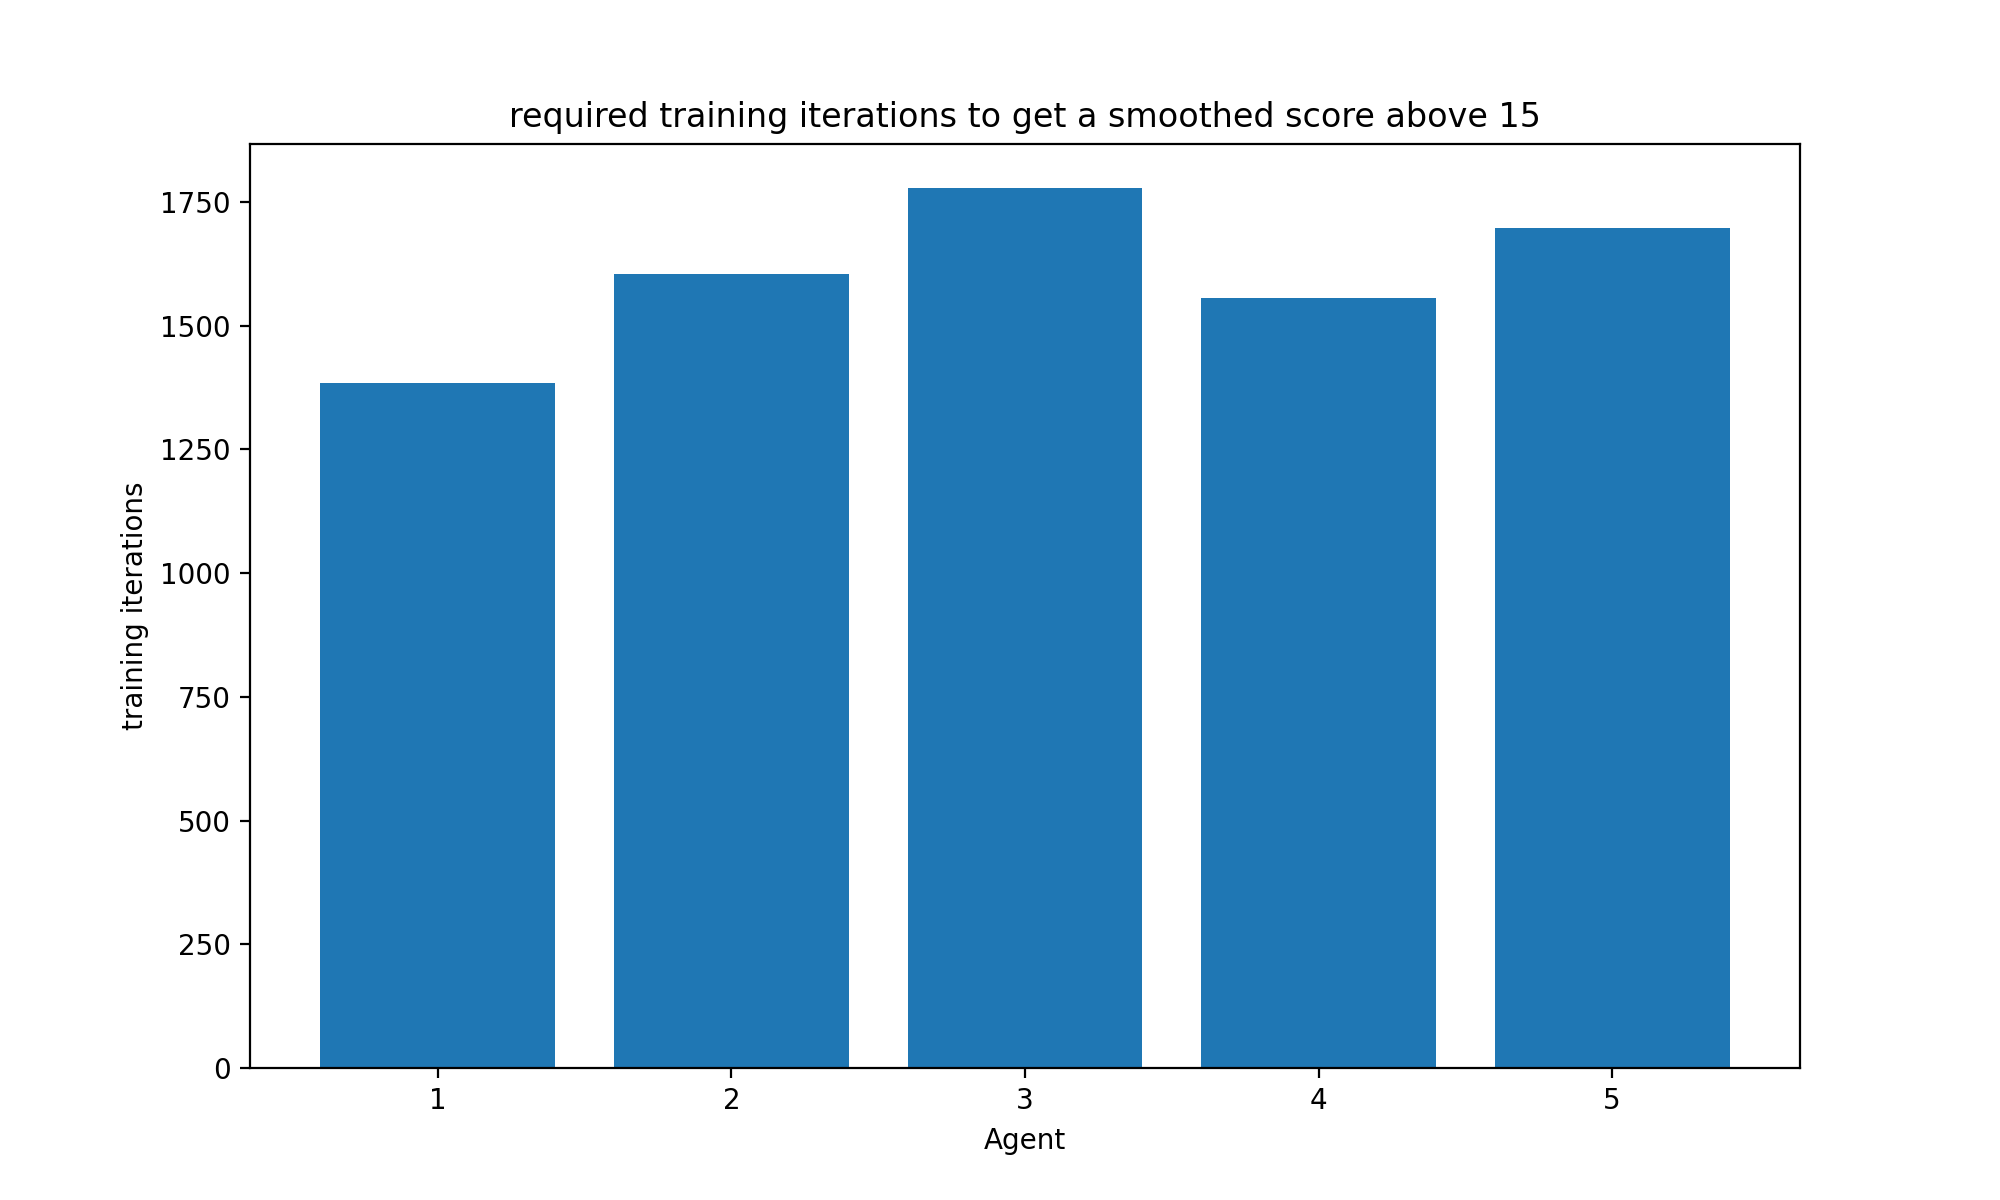 required training iterations to get a smoothed score above 15
training iterations
1750
1500
1250
1000
750
500
250
0
1 2 3 4 5
Agent